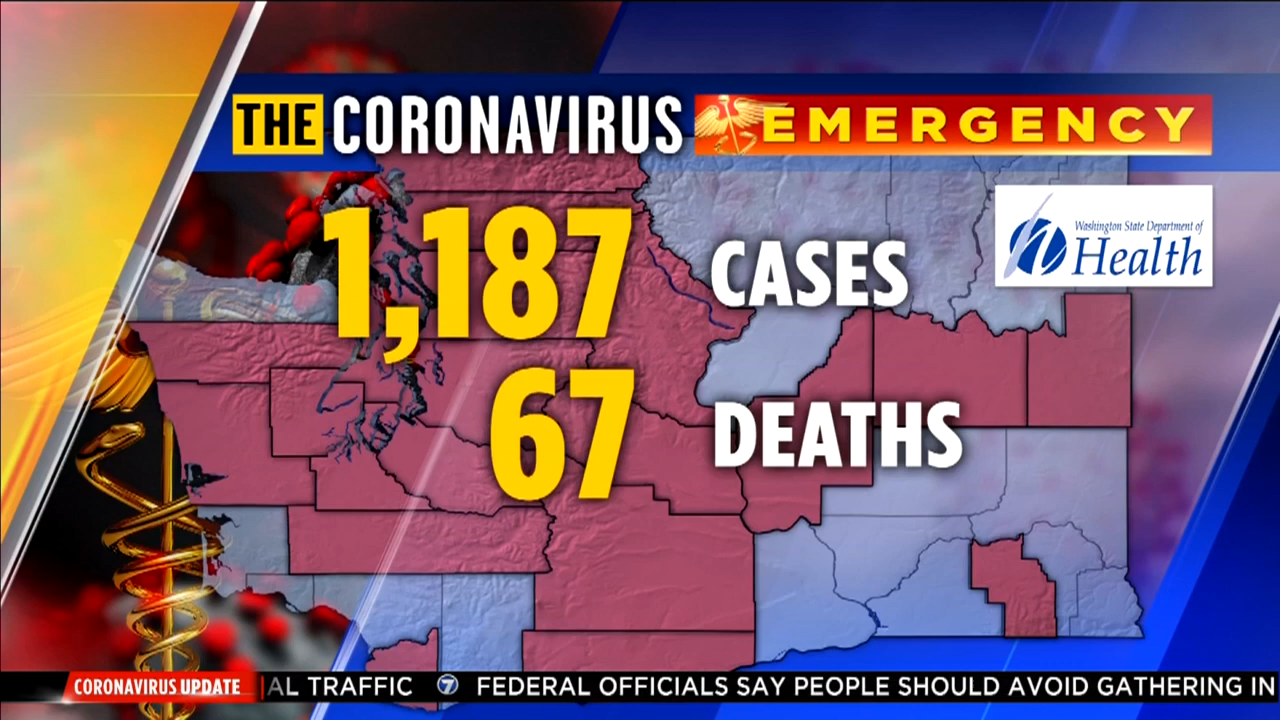 THE CORONAVIRUS EMERGENCY
Washington State Department of
Health
1,187 CASES
67 DEATHS
CORONAVIRUS UPDATE
AL TRAFFIC 7 FEDERAL OFFICIALS SAY PEOPLE SHOULD AVOID GATHERING IN